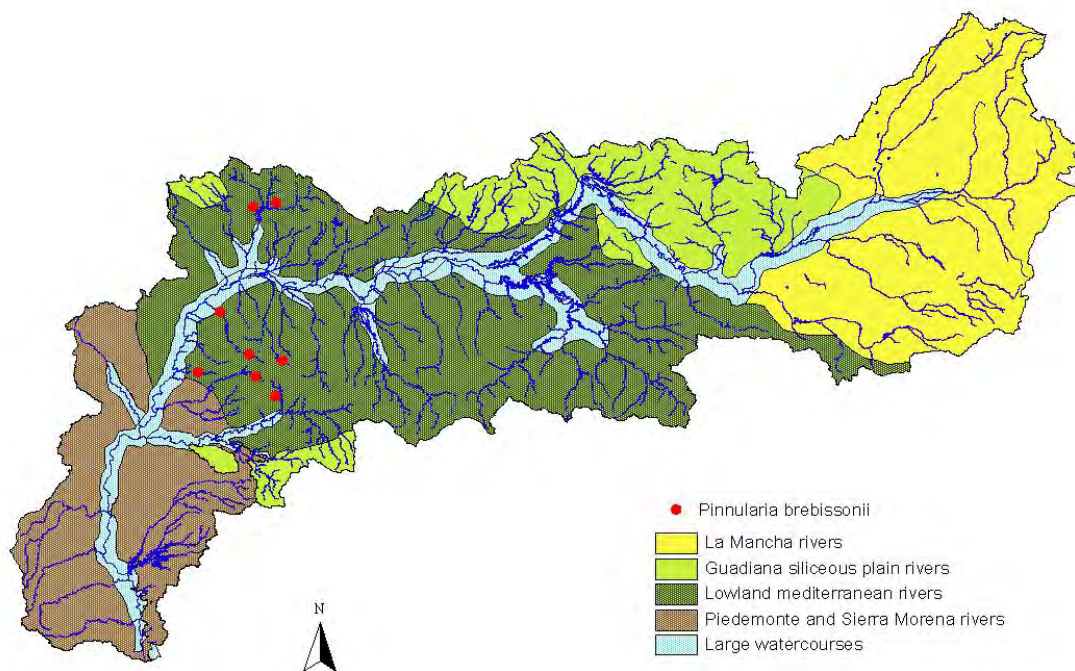 Pinnularia brebissonii
La Mancha rivers
Guadiana siliceous plain rivers
Lowland mediterranean rivers
Piedemonte and Sierra Morena rivers
Large watercourses
N